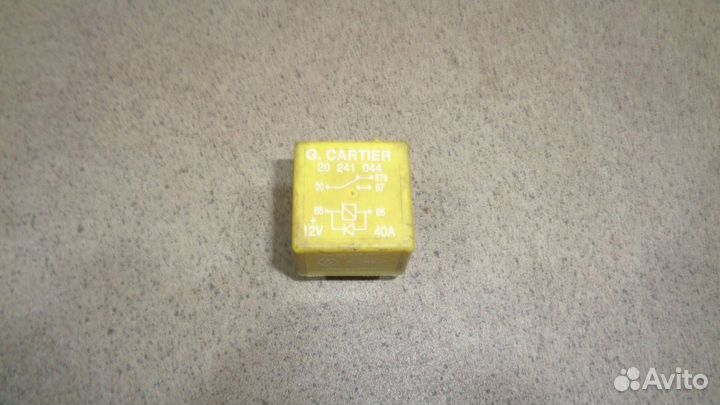 G. CARTIER
20 241 044
87a
30 87
86 85
+
12V 40A
Avito